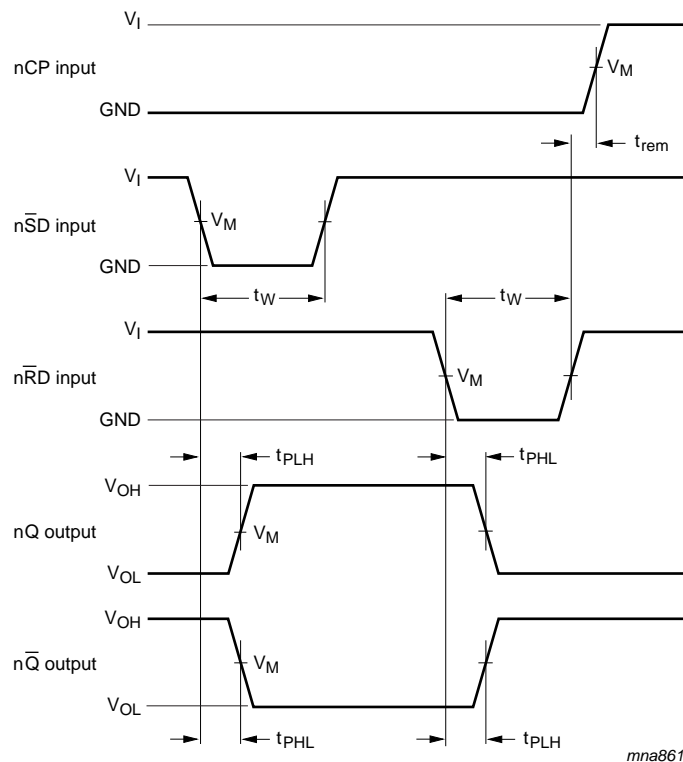 V_I
nCP input
V_M
GND
t_rem
V_I
nS̅D input
V_M
GND
t_W
t_W
V_I
nR̅D input
V_M
GND
t_PLH
t_PHL
V_OH
nQ output
V_M
V_OL
V_OH
nQ̅ output
V_M
V_OL
t_PHL
t_PLH
mna861